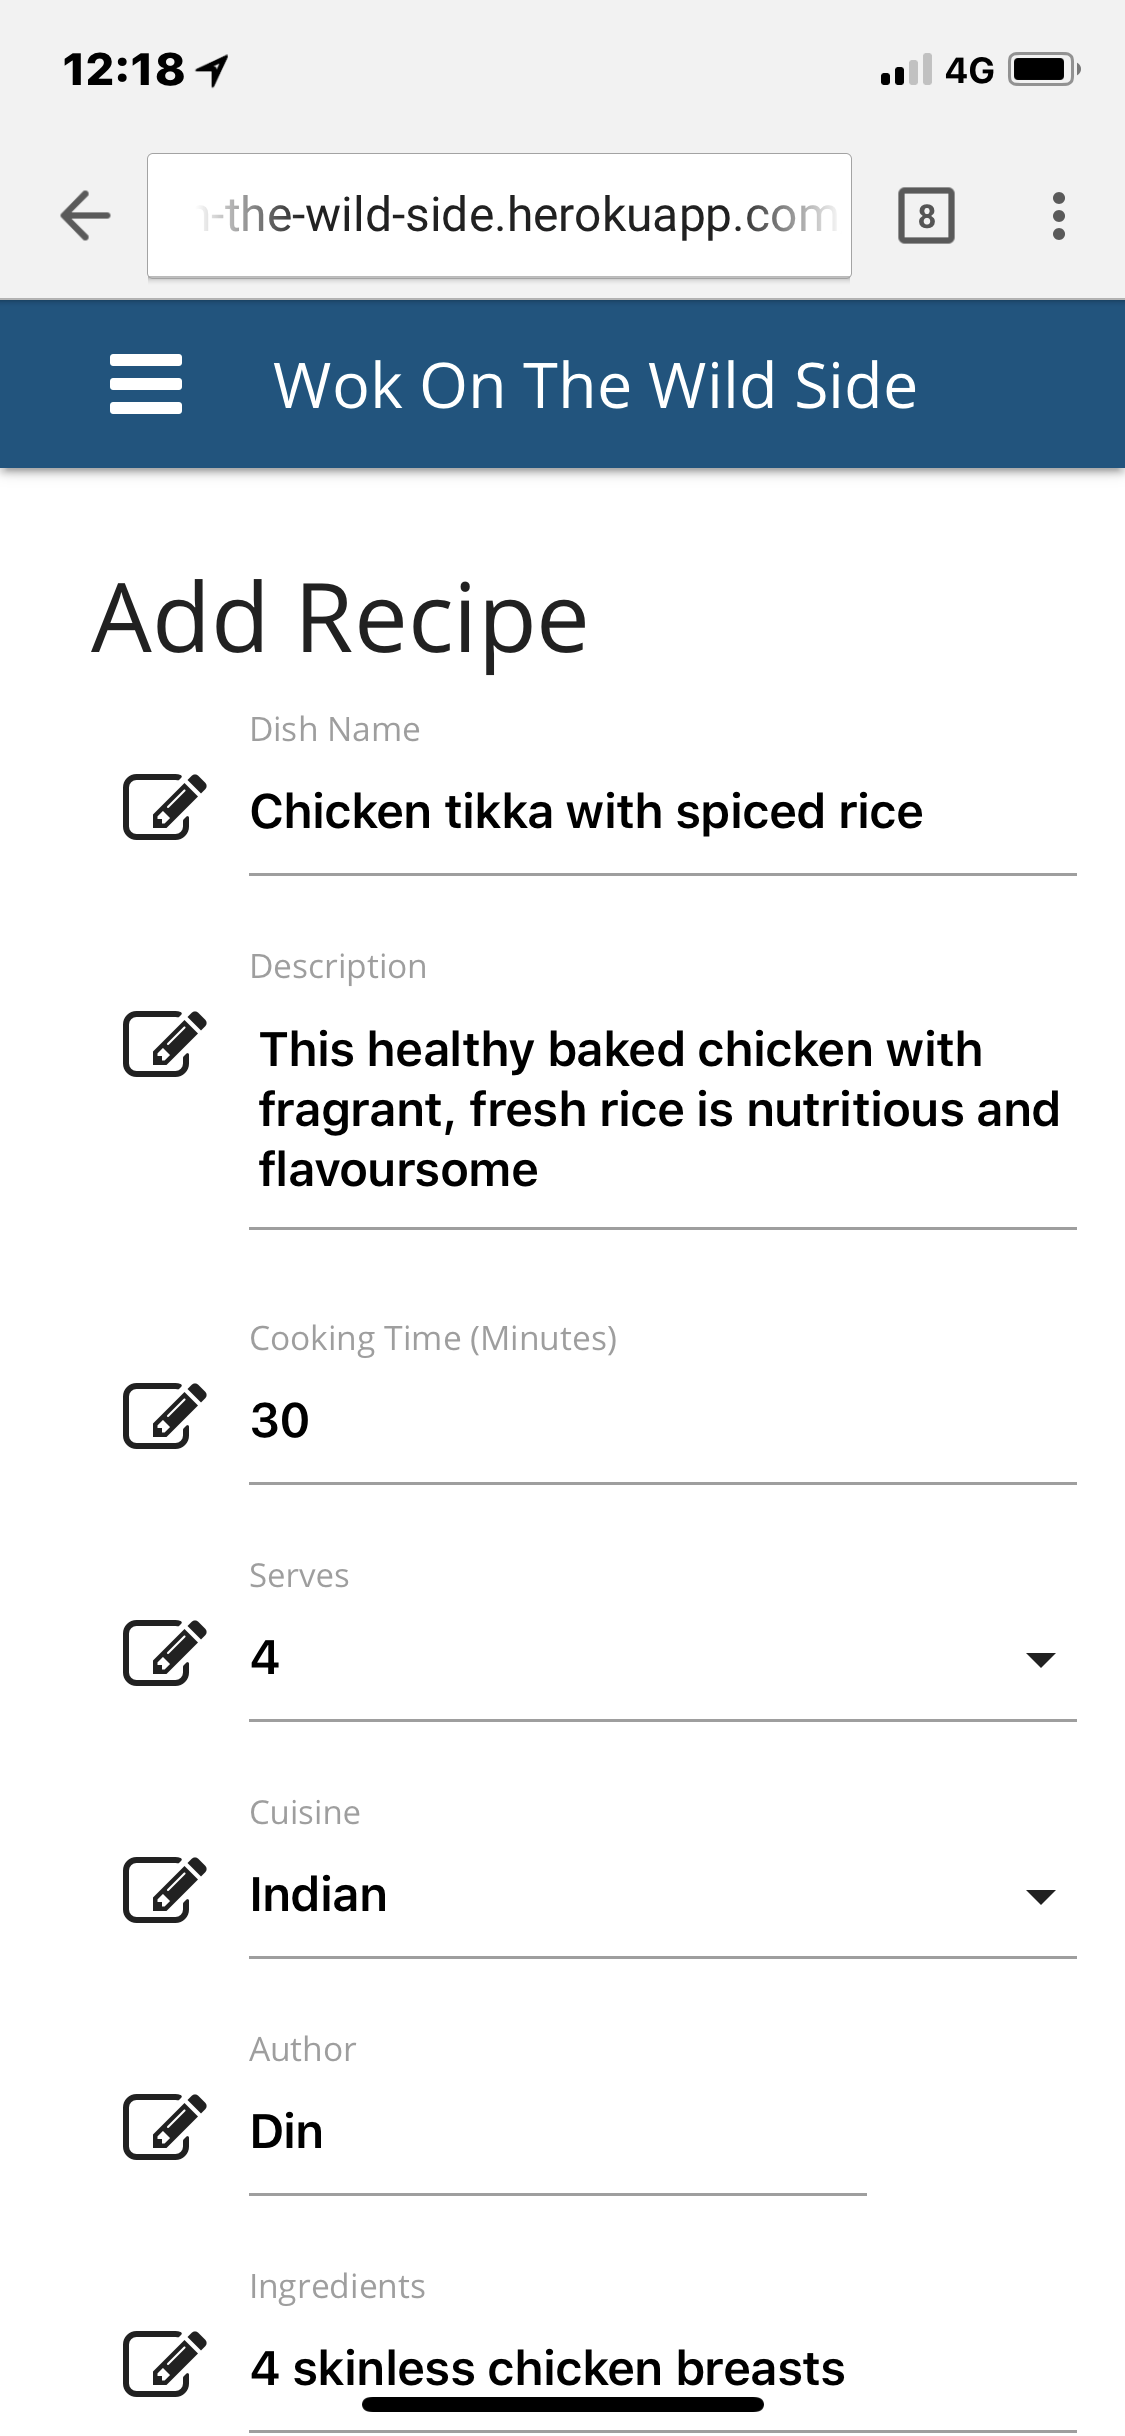 12:18
4G
-the-wild-side.herokuapp.com
8
Wok On The Wild Side
Add Recipe
Dish Name
Chicken tikka with spiced rice
Description
This healthy baked chicken with
fragrant, fresh rice is nutritious and
flavoursome
Cooking Time (Minutes)
30
Serves
4
Cuisine
Indian
Author
Din
Ingredients
4 skinless chicken breasts